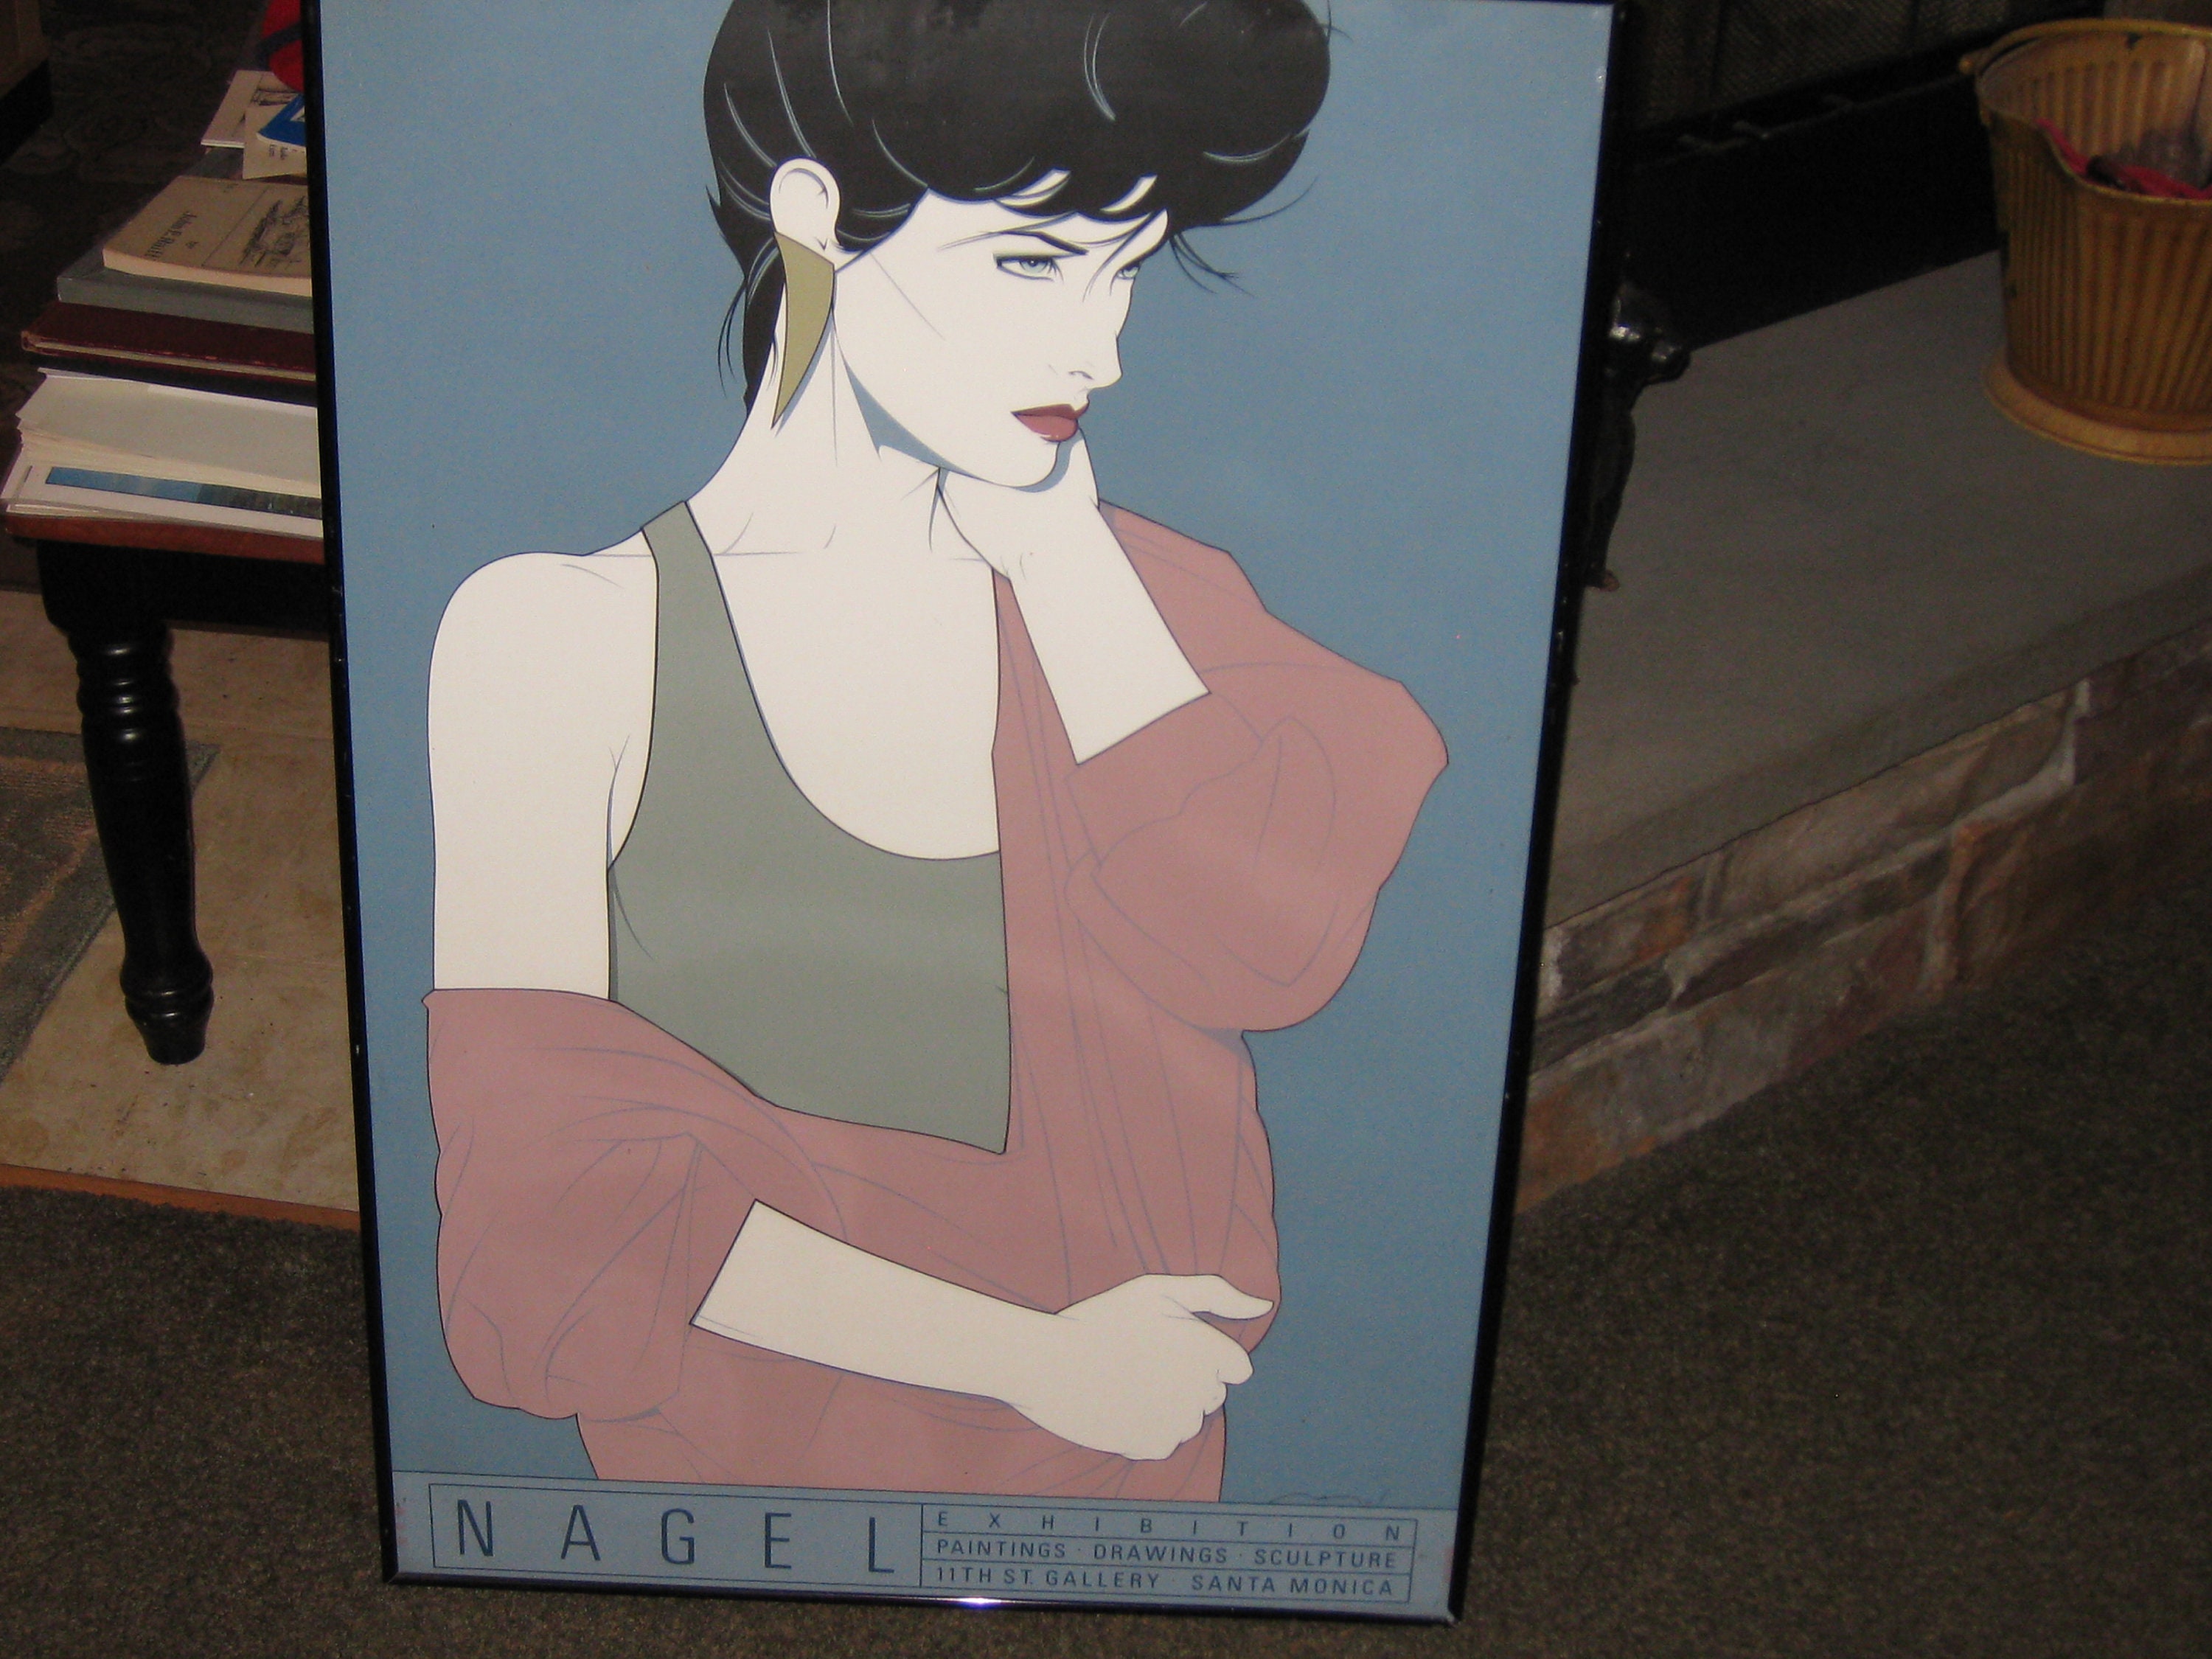 NAGEL
EXHIBITION
PAINTINGS · DRAWINGS · SCULPTURE
11TH ST. GALLERY · SANTA MONICA